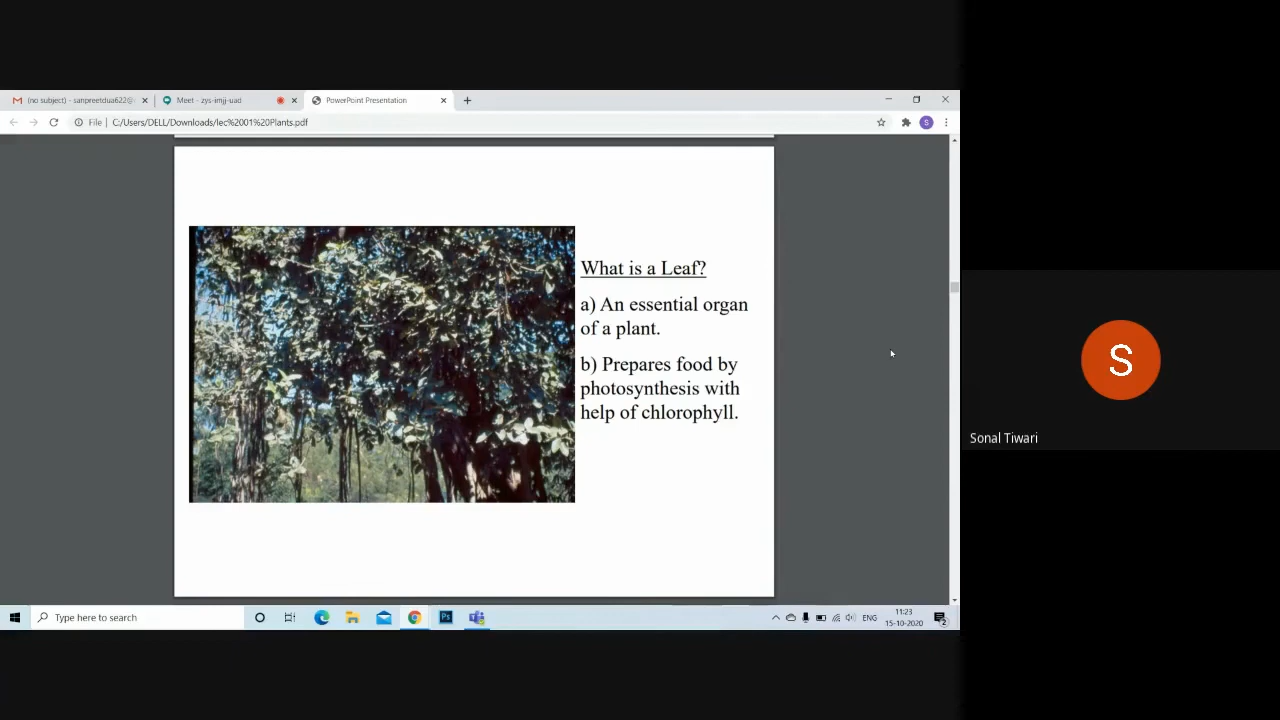 (no subject) - sanpreetdua622@
Meet - zys-imjj-uad
PowerPoint Presentation
File | C:/Users/DELL/Downloads/lec%2001%20Plants.pdf
S
What is a Leaf?
a) An essential organ
of a plant.
b) Prepares food by
photosynthesis with
help of chlorophyll.
S
Sonal Tiwari
Type here to search
Ps
ENG
11:23
15-10-2020
2